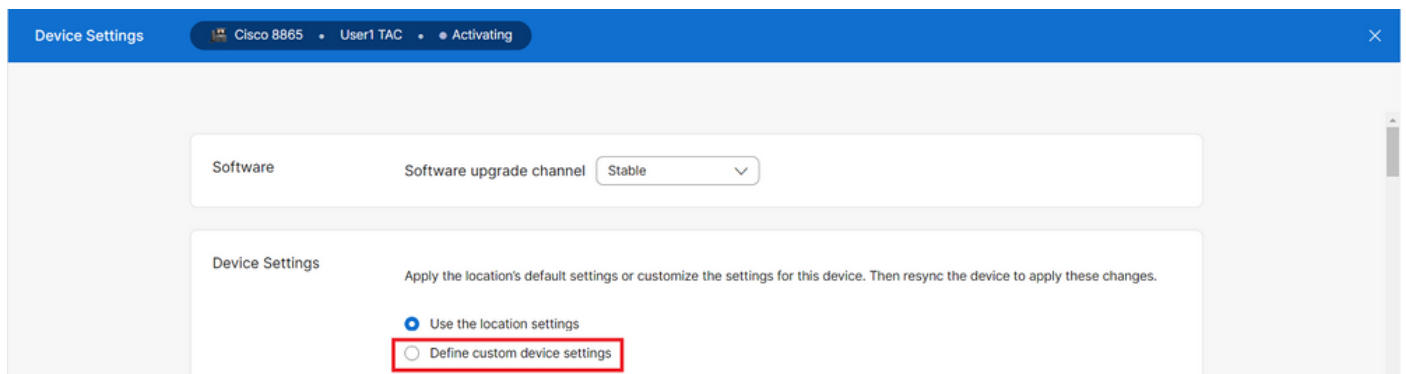 Device Settings Cisco 8865 • User1 TAC • Activating
Software Software upgrade channel Stable
Device Settings
Apply the location's default settings or customize the settings for this device. Then resync the device to apply these changes.
Use the location settings
Define custom device settings